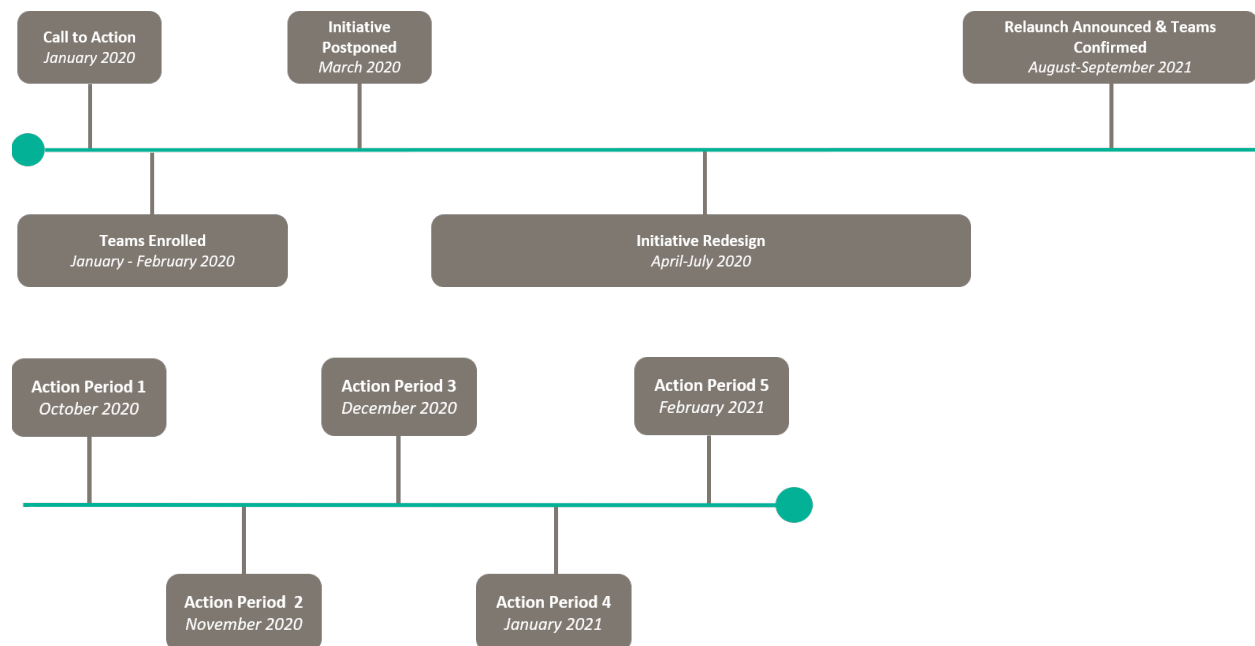 Call to Action
January 2020
Initiative
Postponed
March 2020
Relaunch Announced & Teams
Confirmed
August-September 2021
Teams Enrolled
January - February 2020
Initiative Redesign
April-July 2020
Action Period 1
October 2020
Action Period 3
December 2020
Action Period 5
February 2021
Action Period  2
November 2020
Action Period 4
January 2021